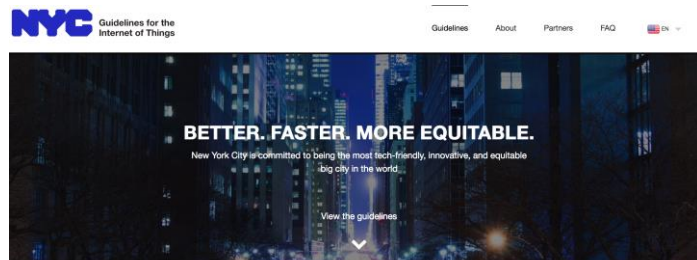 NYC
Guidelines for the
Internet of Things
Guidelines
About
Partners
FAQ
EN
BETTER. FASTER. MORE EQUITABLE.
New York City is committed to being the most tech-friendly, innovative, and equitable
big city in the world.
View the guidelines